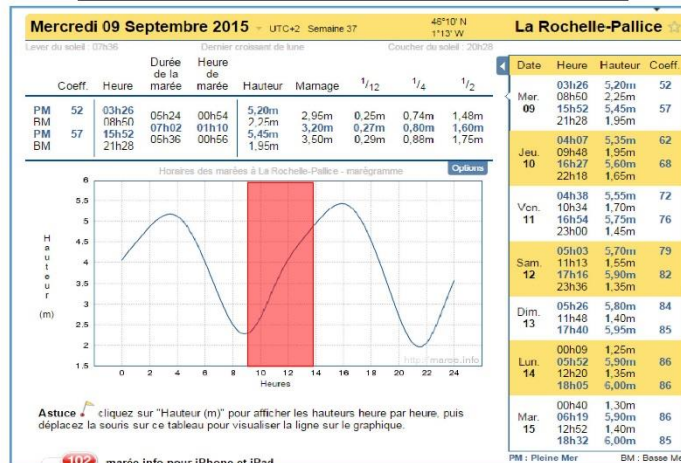 Mercredi 09 Septembre 2015 - UTC+2 Semaine 37 46°10' N 1°13' W
Lever du soleil : 07h36 Dernier croissant de lune Coucher du soleil : 20h28
Coeff. Heure Durée de la marée Heure de marée Hauteur Marnage 1/12 1/4 1/2
PM 52 03h26 5,20m
BM 08h50 05h24 00h54 2,25m 2,95m 0,25m 0,74m 1,48m
PM 57 15h52 07h02 01h10 5,45m 3,20m 0,27m 0,80m 1,60m
BM 21h28 05h36 00h56 1,95m 3,50m 0,29m 0,88m 1,75m
Options
Horaires des marées à La Rochelle-Pallice - marégramme
Hauteur (m)
6
5.5
5
4.5
4
3.5
3
2.5
2
1.5
0 2 4 6 8 10 12 14 16 18 20 22 24
Heures
http://maree.info
Astuce cliquez sur "Hauteur (m)" pour afficher les hauteurs heure par heure, puis
déplacez la souris sur ce tableau pour visualiser la ligne sur le graphique.
102 maree.info pour iPhone et iPad
La Rochelle-Pallice
Date Heure Hauteur Coeff.
Mer. 09
03h26 5,20m 52
08h50 2,25m
15h52 5,45m 57
21h28 1,95m
Jeu. 10
04h07 5,35m 62
09h48 1,95m
16h27 5,60m 68
22h18 1,65m
Ven. 11
04h38 5,55m 72
10h34 1,70m
16h54 5,75m 76
23h00 1,45m
Sam. 12
05h03 5,70m 79
11h13 1,55m
17h16 5,90m 82
23h36 1,35m
Dim. 13
05h26 5,80m 84
11h48 1,40m
17h40 5,95m 85
Lun. 14
00h09 1,25m
05h52 5,90m 86
12h20 1,35m
18h05 6,00m 86
Mar. 15
00h40 1,30m
06h19 5,90m 86
12h52 1,40m
18h32 6,00m 85
PM : Pleine Mer BM : Basse Me